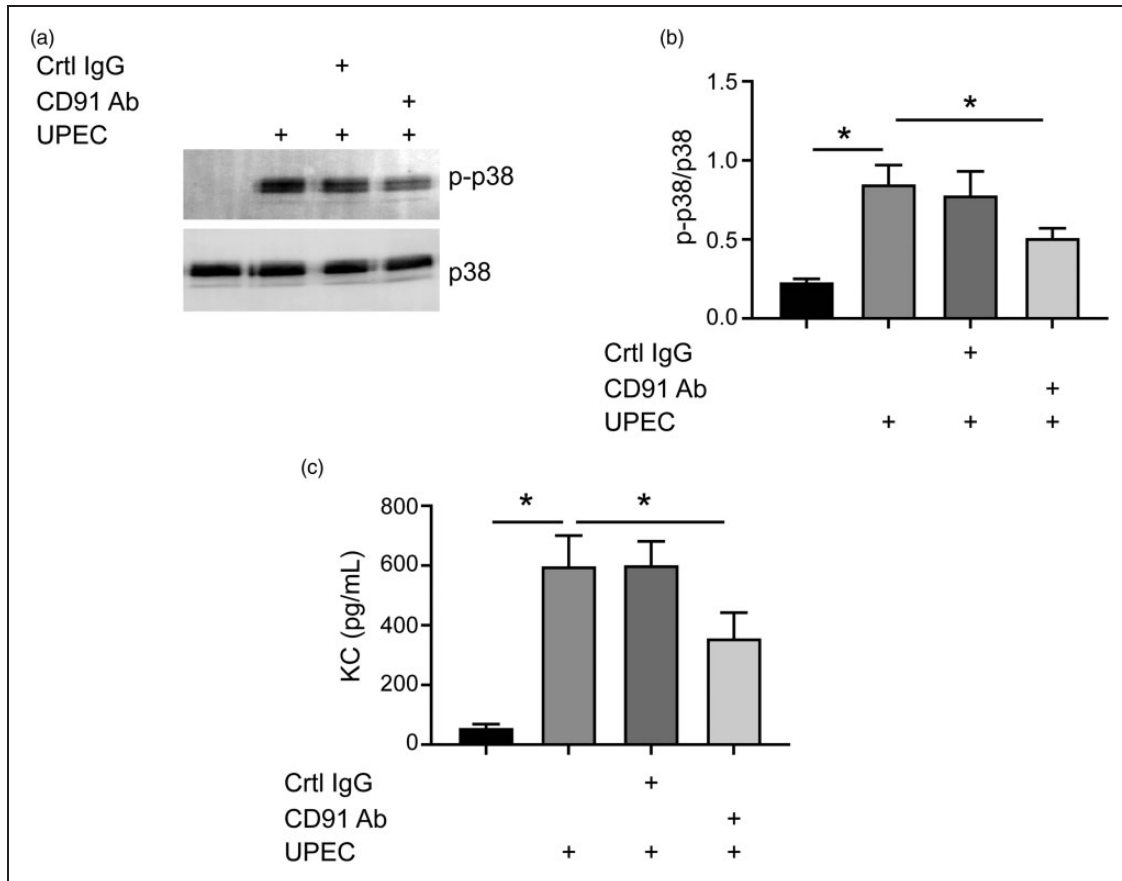 (a)
Crtl IgG +
CD91 Ab +
UPEC + + +
p-p38
p38
(b)
1.5
*
*
1.0
p-p38/p38
0.5
0.0
Crtl IgG +
CD91 Ab +
UPEC + + +
(c)
800
* *
600
KC (pg/mL)
400
200
0
Crtl IgG +
CD91 Ab +
UPEC + + +